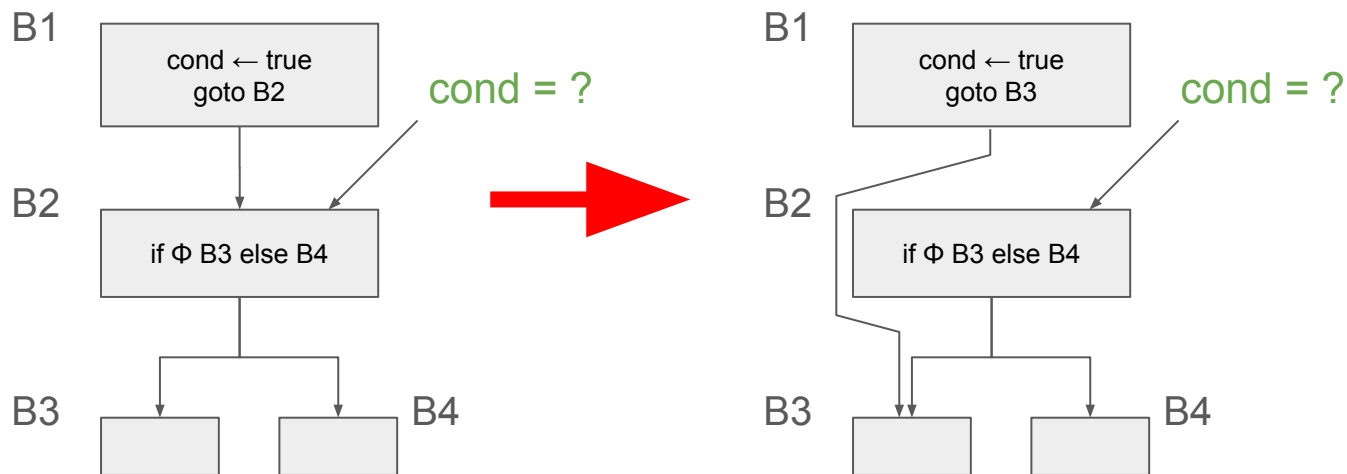 B1
cond ← true
goto B2
cond = ?
B2
if Φ B3 else B4
B3
B4
B1
cond ← true
goto B3
cond = ?
B2
if Φ B3 else B4
B3
B4